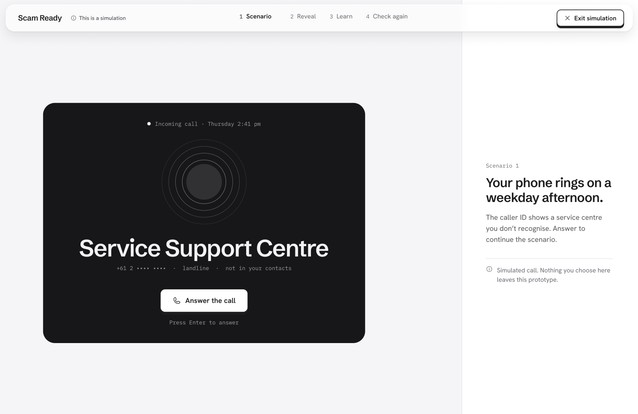 Scam Ready
This is a simulation
1 Scenario
2 Reveal
3 Learn
4 Check again
Exit simulation
Incoming call · Thursday 2:41 pm
Service Support Centre
+61 2 •••• •••• · landline · not in your contacts
Answer the call
Press Enter to answer
Scenario 1
Your phone rings on a
weekday afternoon.
The caller ID shows a service centre
you don’t recognise. Answer to
continue the scenario.
Simulated call. Nothing you choose here
leaves this prototype.